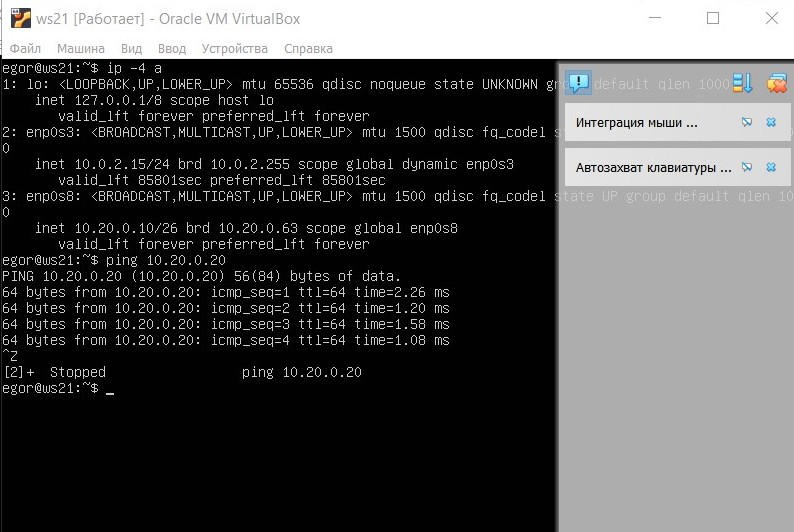 ws21 [Работает] - Oracle VM VirtualBox
Файл Машина Вид Ввод Устройства Справка
egor@ws21:~$ ip -4 a
1: lo: <LOOPBACK,UP,LOWER_UP> mtu 65536 qdisc noqueue state UNKNOWN group default qlen 1000
inet 127.0.0.1/8 scope host lo
valid_lft forever preferred_lft forever
2: enp0s3: <BROADCAST,MULTICAST,UP,LOWER_UP> mtu 1500 qdisc fq_codel
0
inet 10.0.2.15/24 brd 10.0.2.255 scope global dynamic enp0s3
valid_lft 85801sec preferred_lft 85801sec
3: enp0s8: <BROADCAST,MULTICAST,UP,LOWER_UP> mtu 1500 qdisc fq_codel state UP group default qlen 10
0
inet 10.20.0.10/26 brd 10.20.0.63 scope global enp0s8
valid_lft forever preferred_lft forever
egor@ws21:~$ ping 10.20.0.20
PING 10.20.0.20 (10.20.0.20) 56(84) bytes of data.
64 bytes from 10.20.0.20: icmp_seq=1 ttl=64 time=2.26 ms
64 bytes from 10.20.0.20: icmp_seq=2 ttl=64 time=1.20 ms
64 bytes from 10.20.0.20: icmp_seq=3 ttl=64 time=1.58 ms
64 bytes from 10.20.0.20: icmp_seq=4 ttl=64 time=1.08 ms
^Z
[2]+ Stopped ping 10.20.0.20
egor@ws21:~$ _
Интеграция мыши ...
Автозахват клавиатуры ...